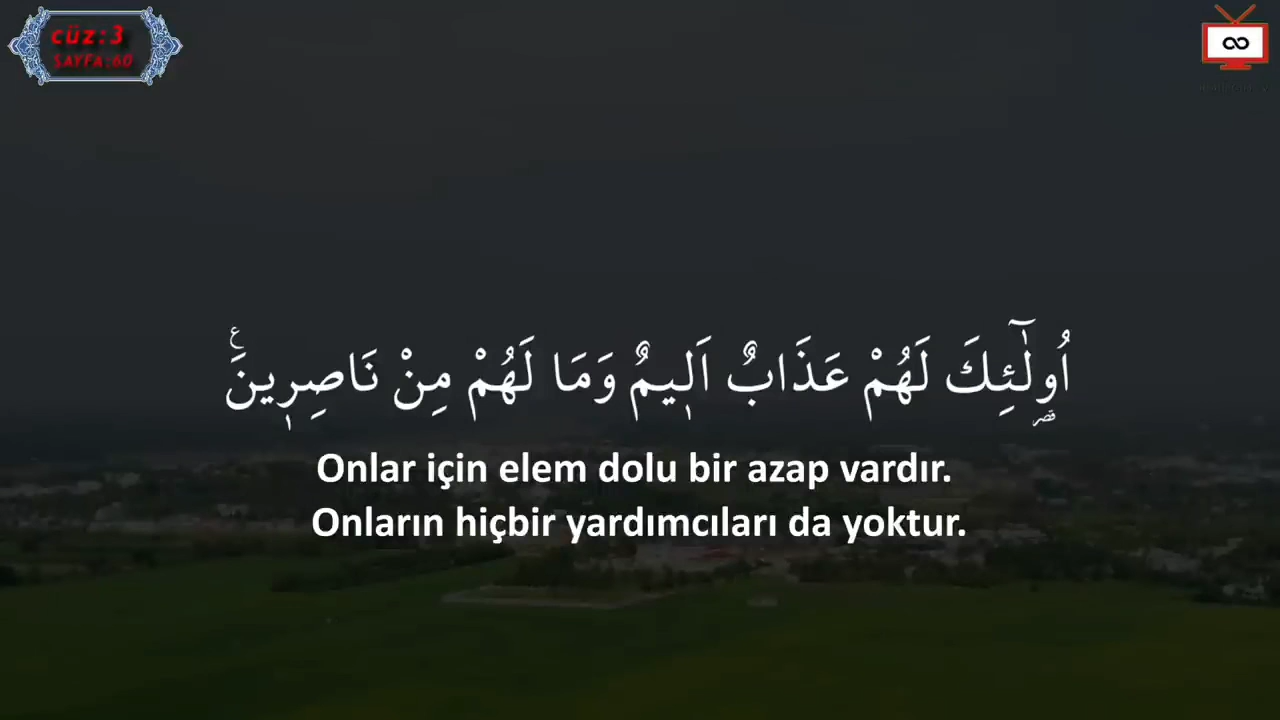 cüz:3
SAYFA:60
اُو۬لٰٓئِكَ لَهُمْ عَذَابٌ اَل۪يمٌ وَمَا لَهُمْ مِنْ نَاصِر۪ينَ۟
Onlar için elem dolu bir azap vardır.
Onların hiçbir yardımcıları da yoktur.